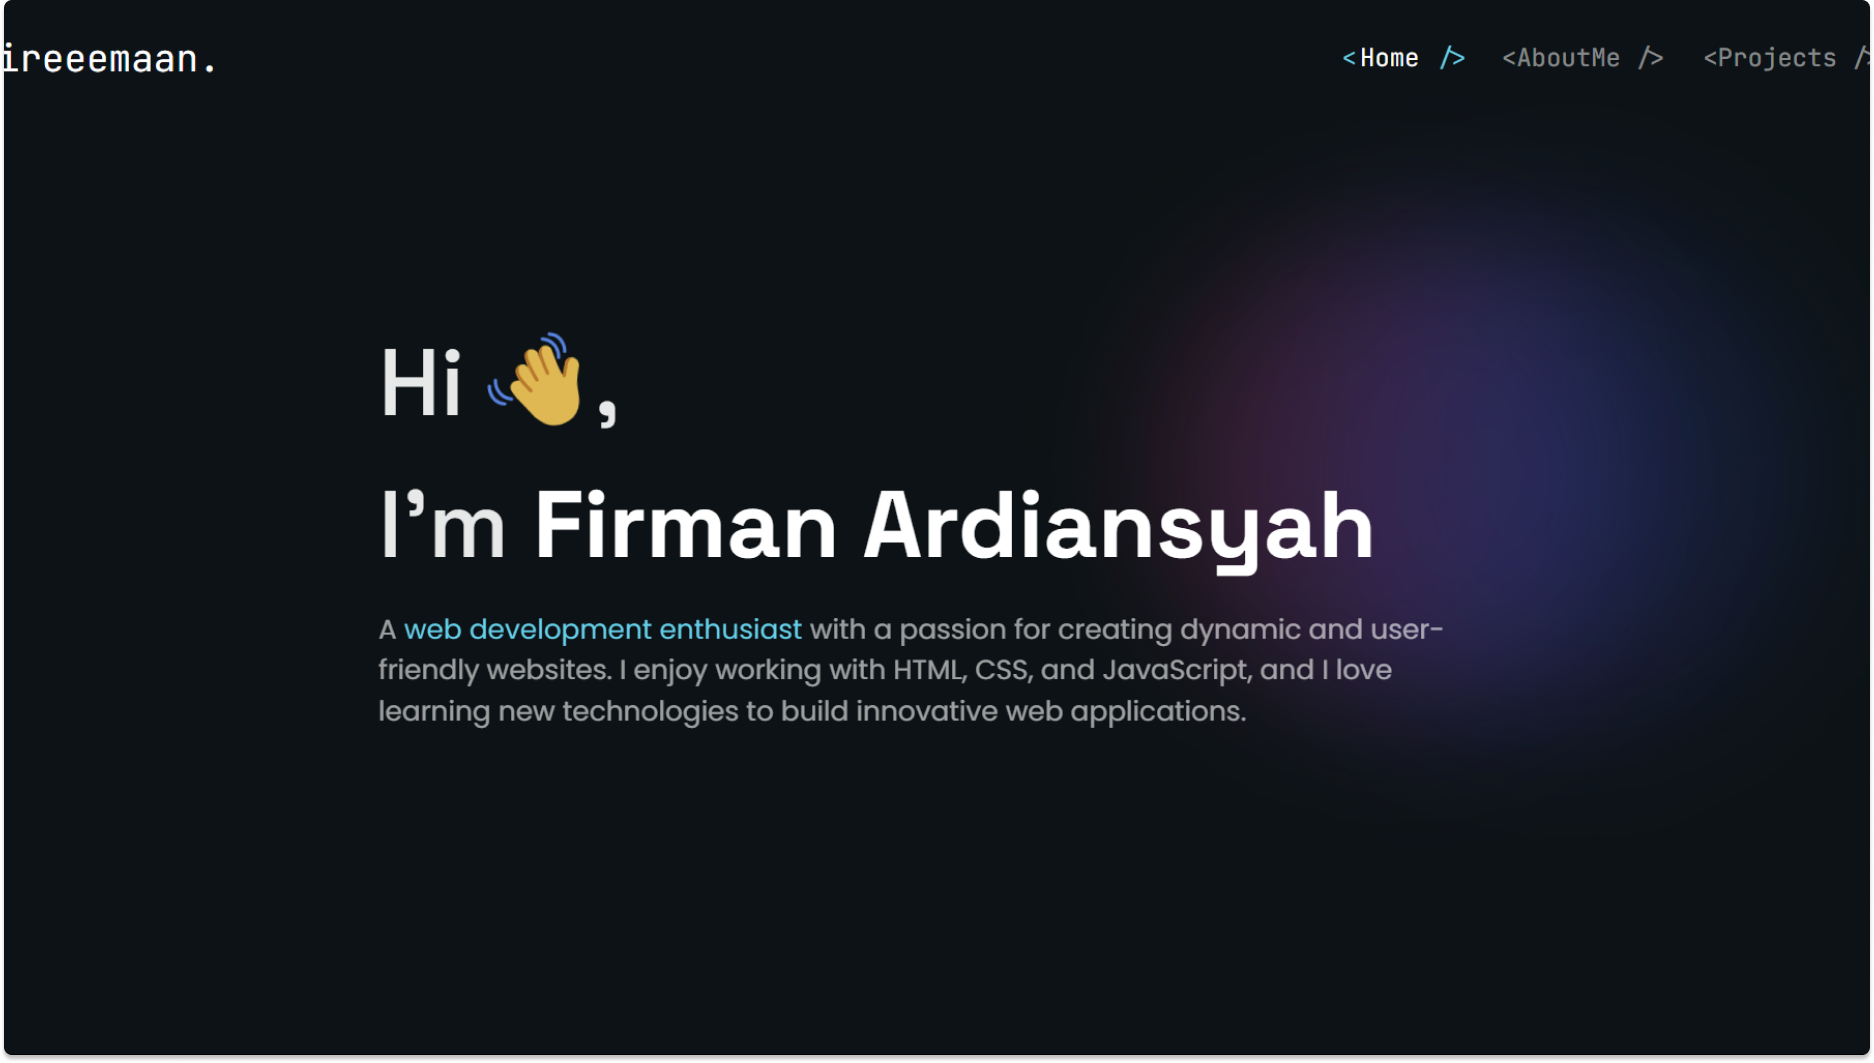 ireeemaan.
<Home />
<AboutMe />
<Projects />
Hi 👋,
I’m Firman Ardiansyah
A web development enthusiast with a passion for creating dynamic and user-
friendly websites. I enjoy working with HTML, CSS, and JavaScript, and I love
learning new technologies to build innovative web applications.